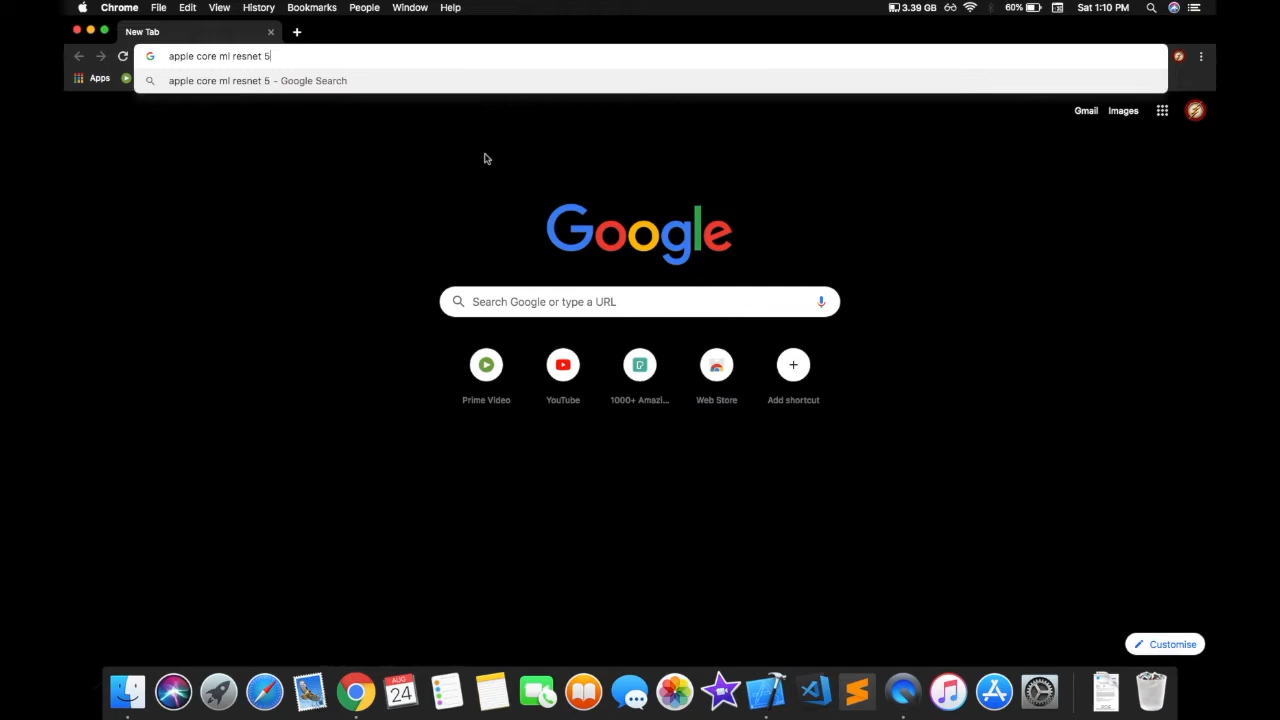 Chrome File Edit View History Bookmarks People Window Help 3.39 GB 60% Sat 1:10 PM
New Tab
apple core ml resnet 5
Apps
apple core ml resnet 5 - Google Search
Gmail Images
Google
Search Google or type a URL
Prime Video YouTube 1000+ Amazi... Web Store Add shortcut
Customise
AUG
24